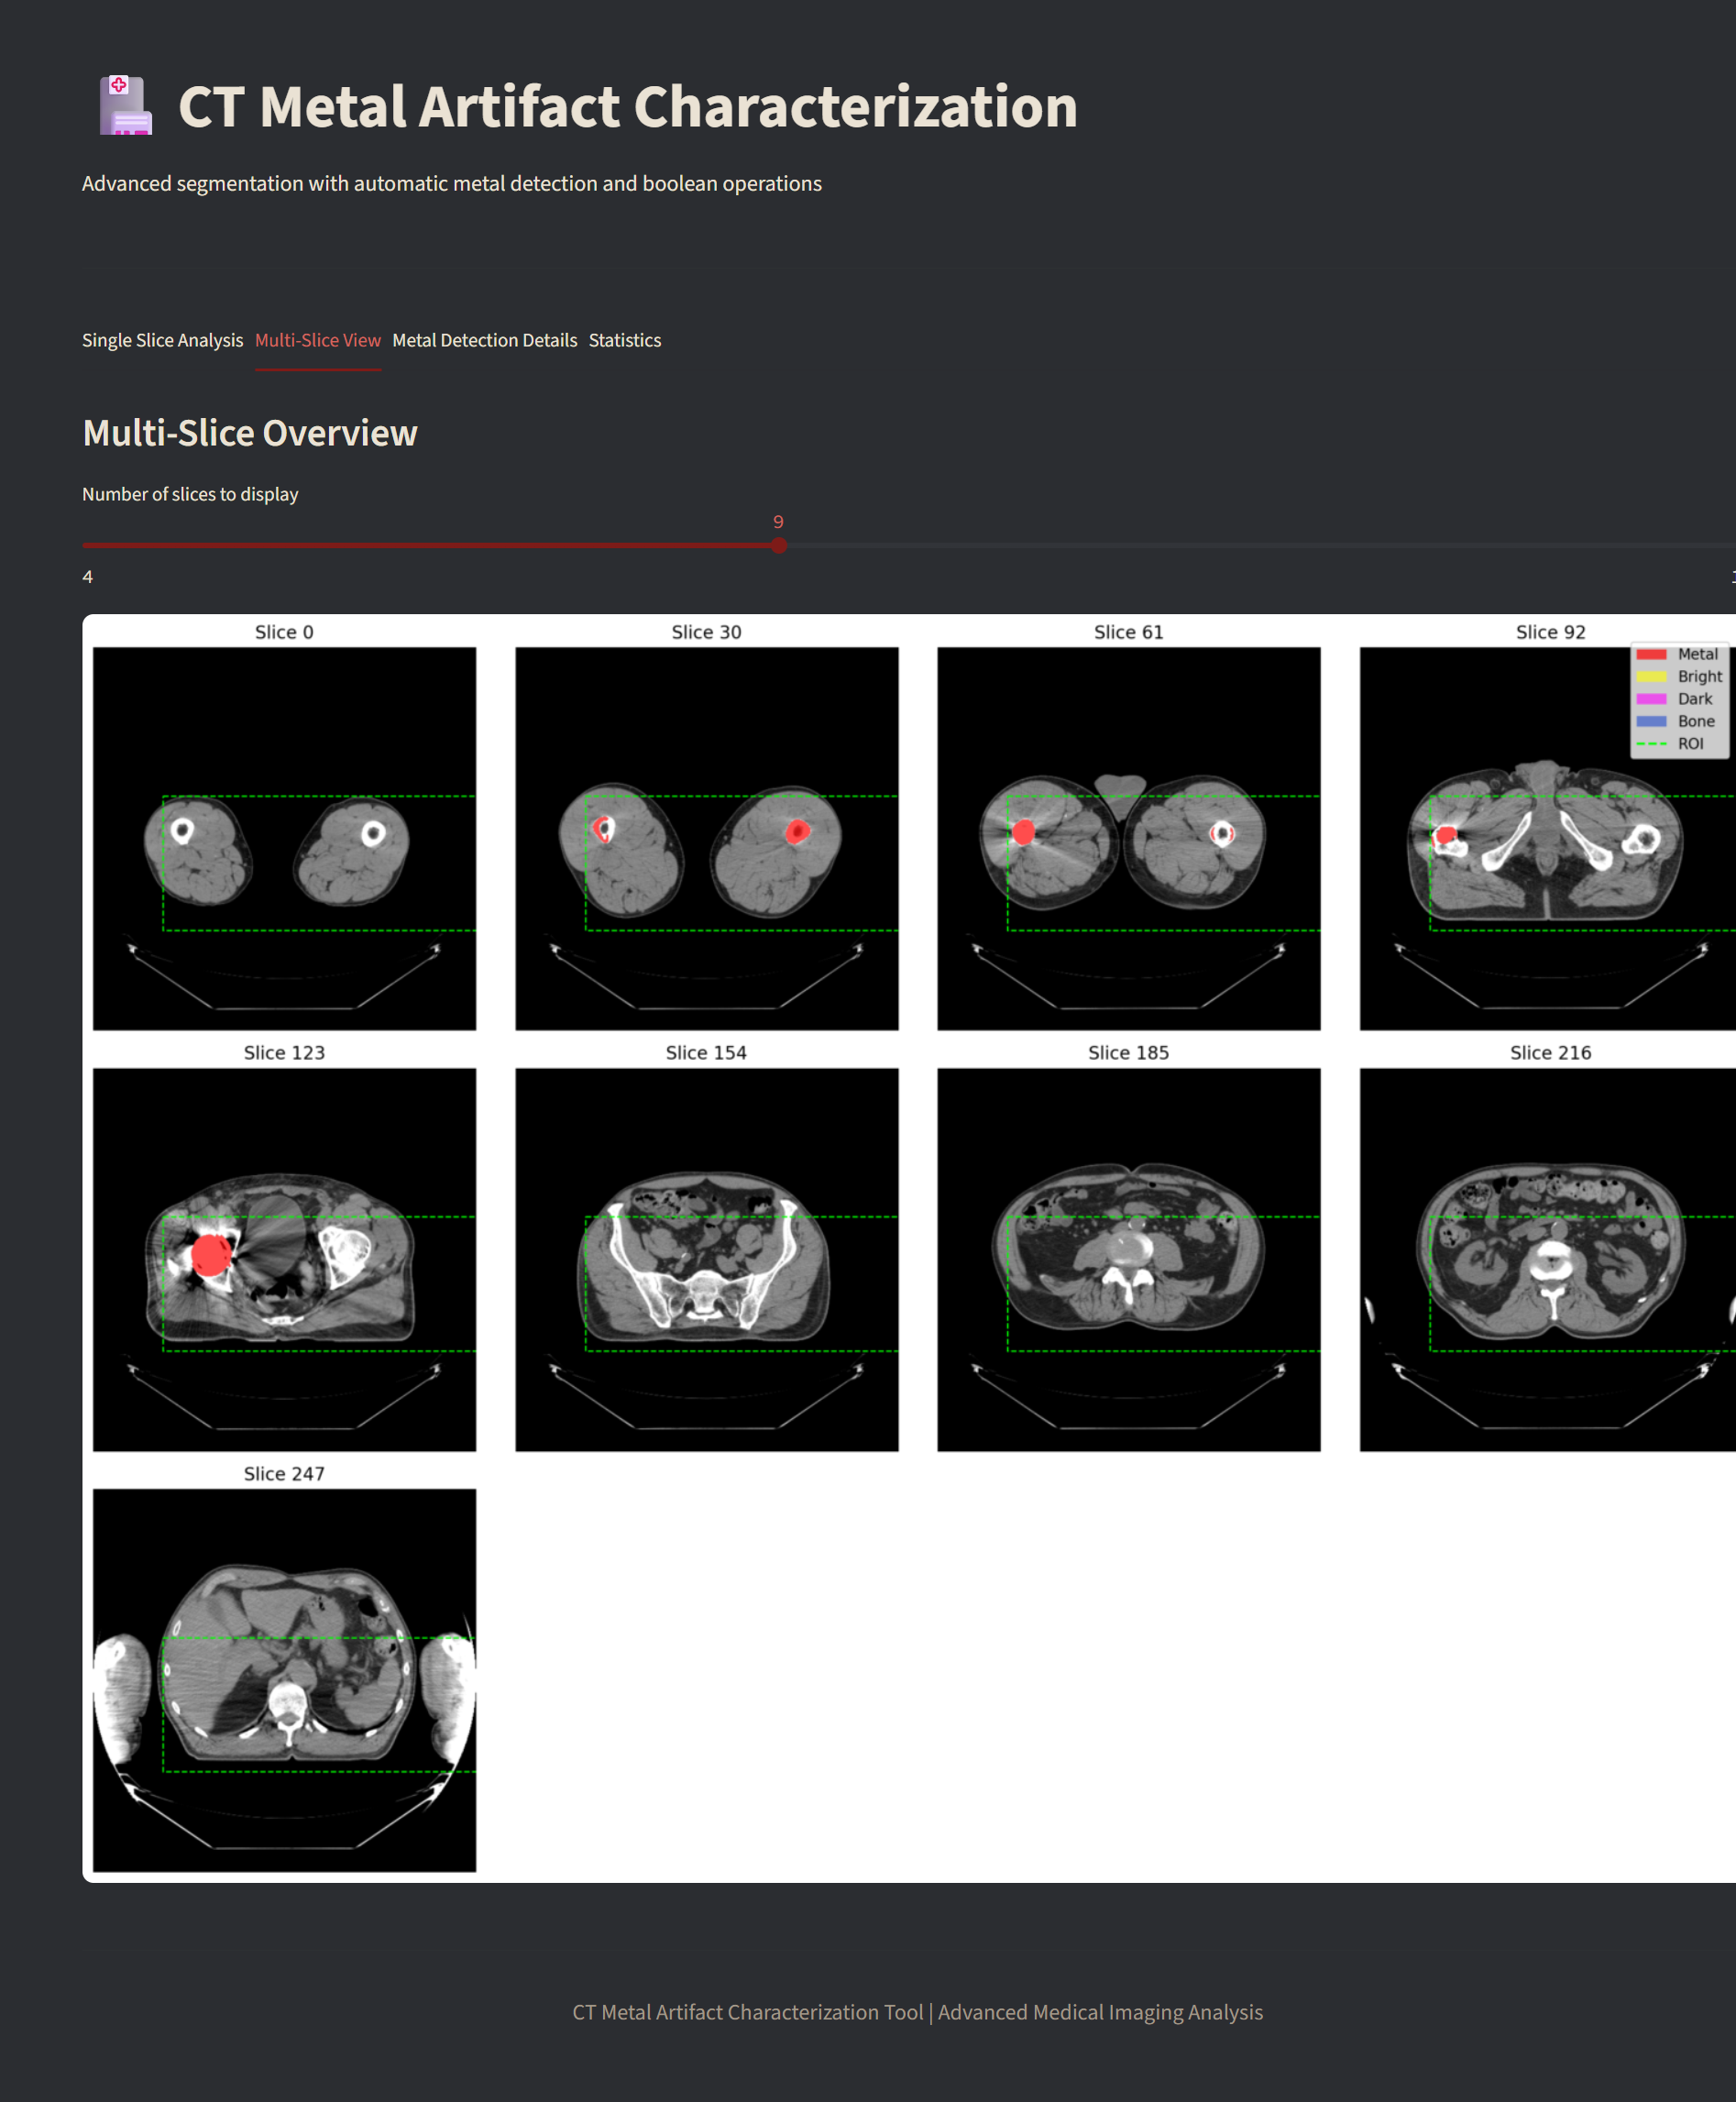 CT Metal Artifact Characterization
Advanced segmentation with automatic metal detection and boolean operations
Single Slice Analysis Multi-Slice View Metal Detection Details Statistics
Multi-Slice Overview
Number of slices to display
9
4
Slice 0 Slice 30 Slice 61 Slice 92
Metal
Bright
Dark
Bone
ROI
Slice 123 Slice 154 Slice 185 Slice 216
Slice 247
CT Metal Artifact Characterization Tool | Advanced Medical Imaging Analysis